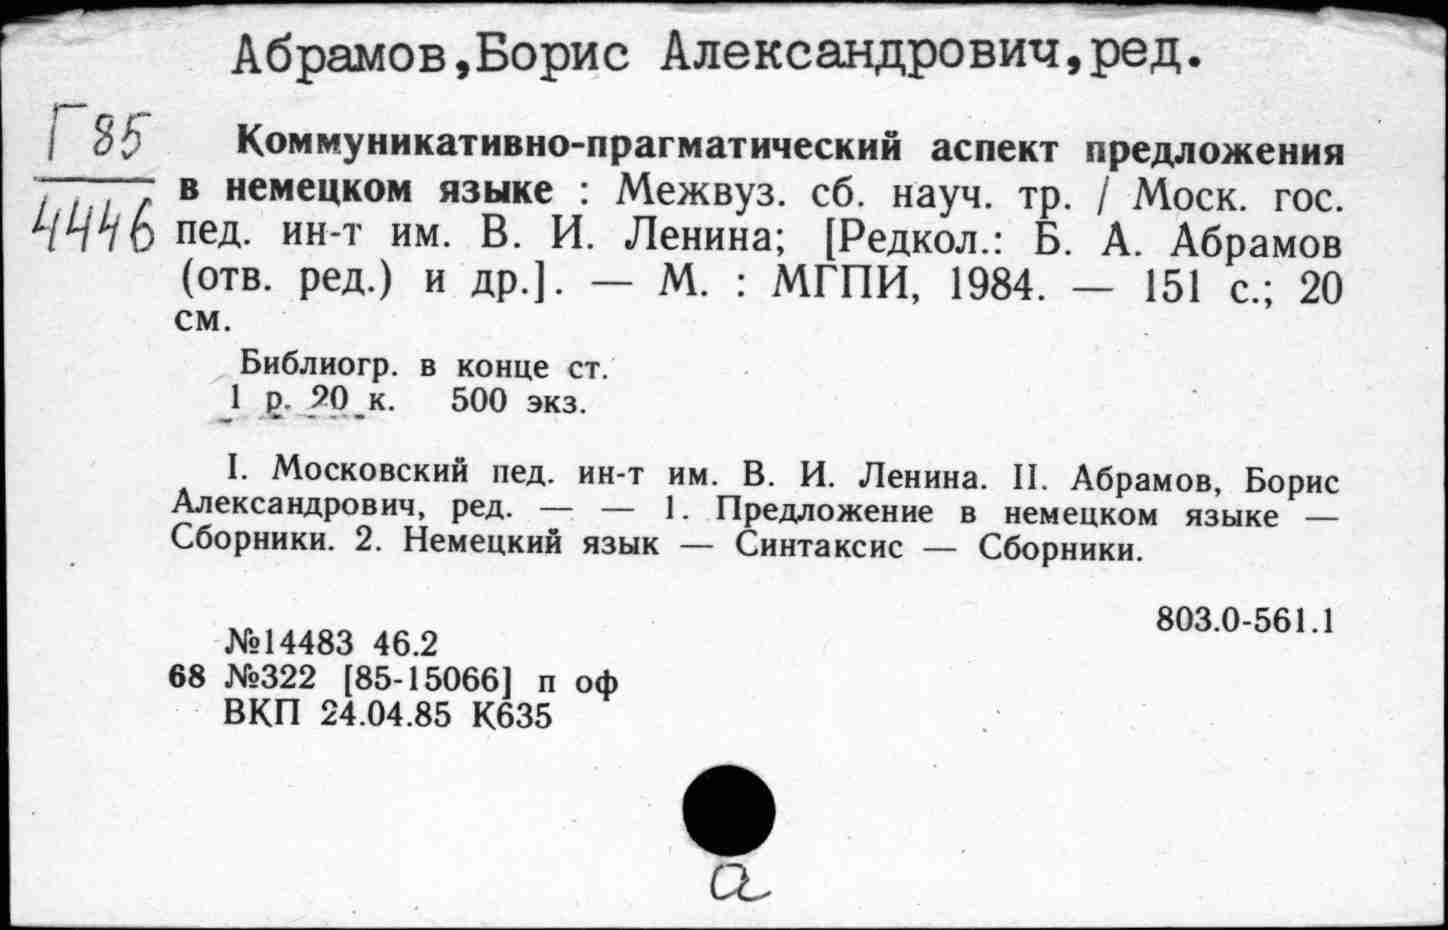 Абрамов,Борис Александрович,ред.
Г85
4446
Коммуникативно-прагматический аспект предложения
в немецком языке : Межвуз. сб. науч. тр. / Моск. гос.
пед. ин-т им. В. И. Ленина; [Редкол.: Б. А. Абрамов
(отв. ред.) и др.]. — М. : МГПИ, 1984. — 151 с.; 20
см.
Библиогр. в конце ст.
1 р. 20 к. 500 экз.
I. Московский пед. ин-т им. В. И. Ленина. II. Абрамов, Борис
Александрович, ред. — — 1. Предложение в немецком языке —
Сборники. 2. Немецкий язык — Синтаксис — Сборники.
803.0-561.1
№14483 46.2
68 №322 [85-15066] п оф
ВКП 24.04.85 К635
а